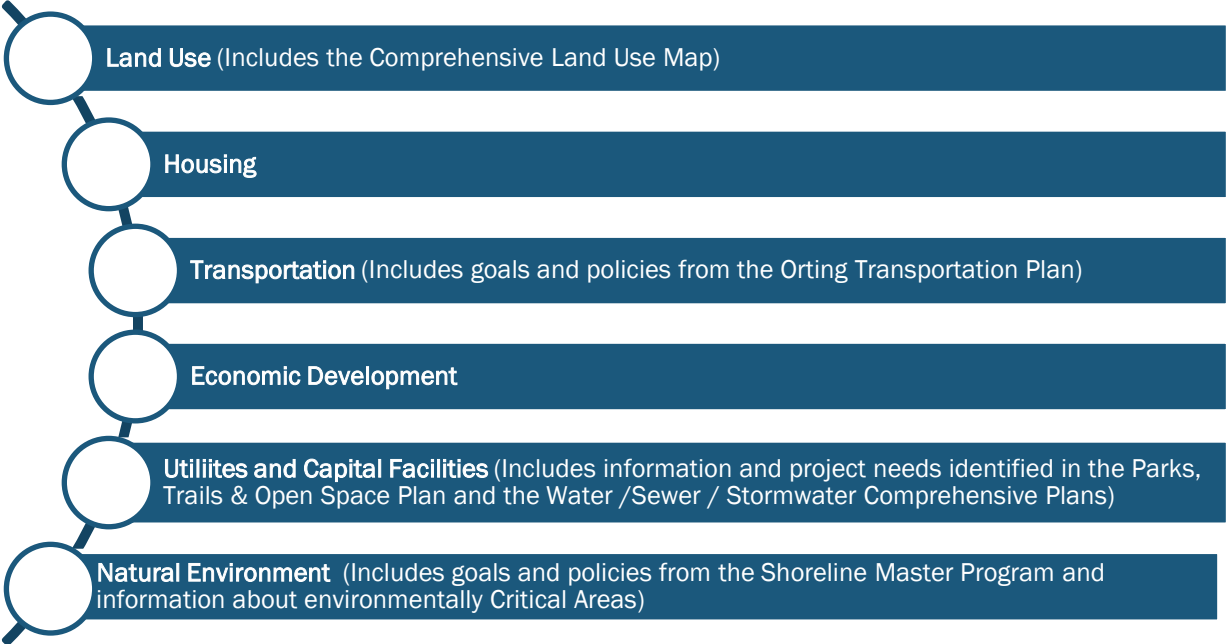 Land Use (Includes the Comprehensive Land Use Map)
Housing
Transportation (Includes goals and policies from the Orting Transportation Plan)
Economic Development
Utiliites and Capital Facilities (Includes information and project needs identified in the Parks,
Trails & Open Space Plan and the Water /Sewer / Stormwater Comprehensive Plans)
Natural Environment  (Includes goals and policies from the Shoreline Master Program and
information about environmentally Critical Areas)